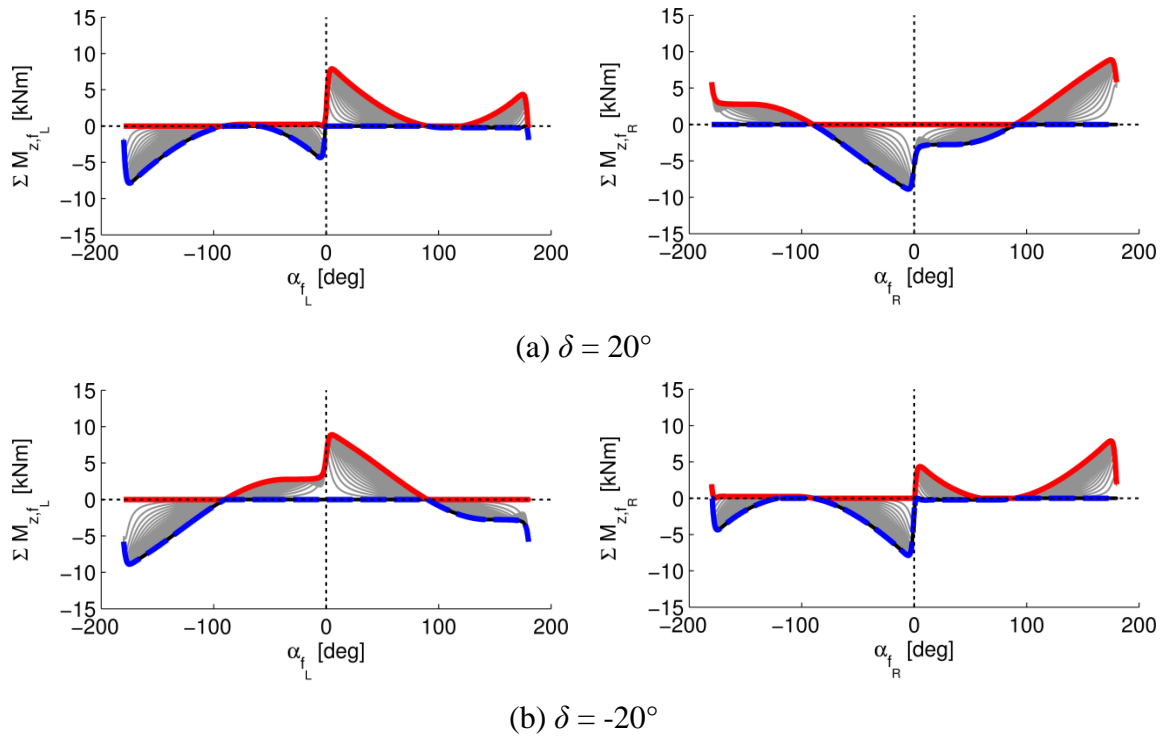 15
10
5
0
−5
−10
−15
−200 −100 0 100 200
Σ M_z,f_L [kNm]
α_f_L [deg]
15
10
5
0
−5
−10
−15
−200 −100 0 100 200
Σ M_z,f_R [kNm]
α_f_R [deg]
(a) δ = 20°
15
10
5
0
−5
−10
−15
−200 −100 0 100 200
Σ M_z,f_L [kNm]
α_f_L [deg]
15
10
5
0
−5
−10
−15
−200 −100 0 100 200
Σ M_z,f_R [kNm]
α_f_R [deg]
(b) δ = -20°